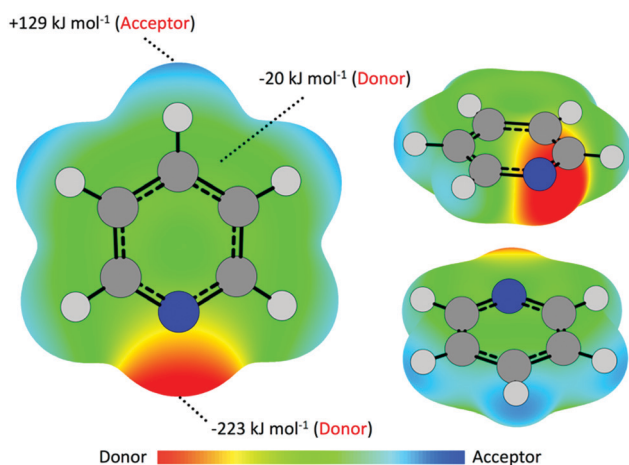 +129 kJ mol⁻¹ (Acceptor)
-20 kJ mol⁻¹ (Donor)
-223 kJ mol⁻¹ (Donor)
Donor
Acceptor